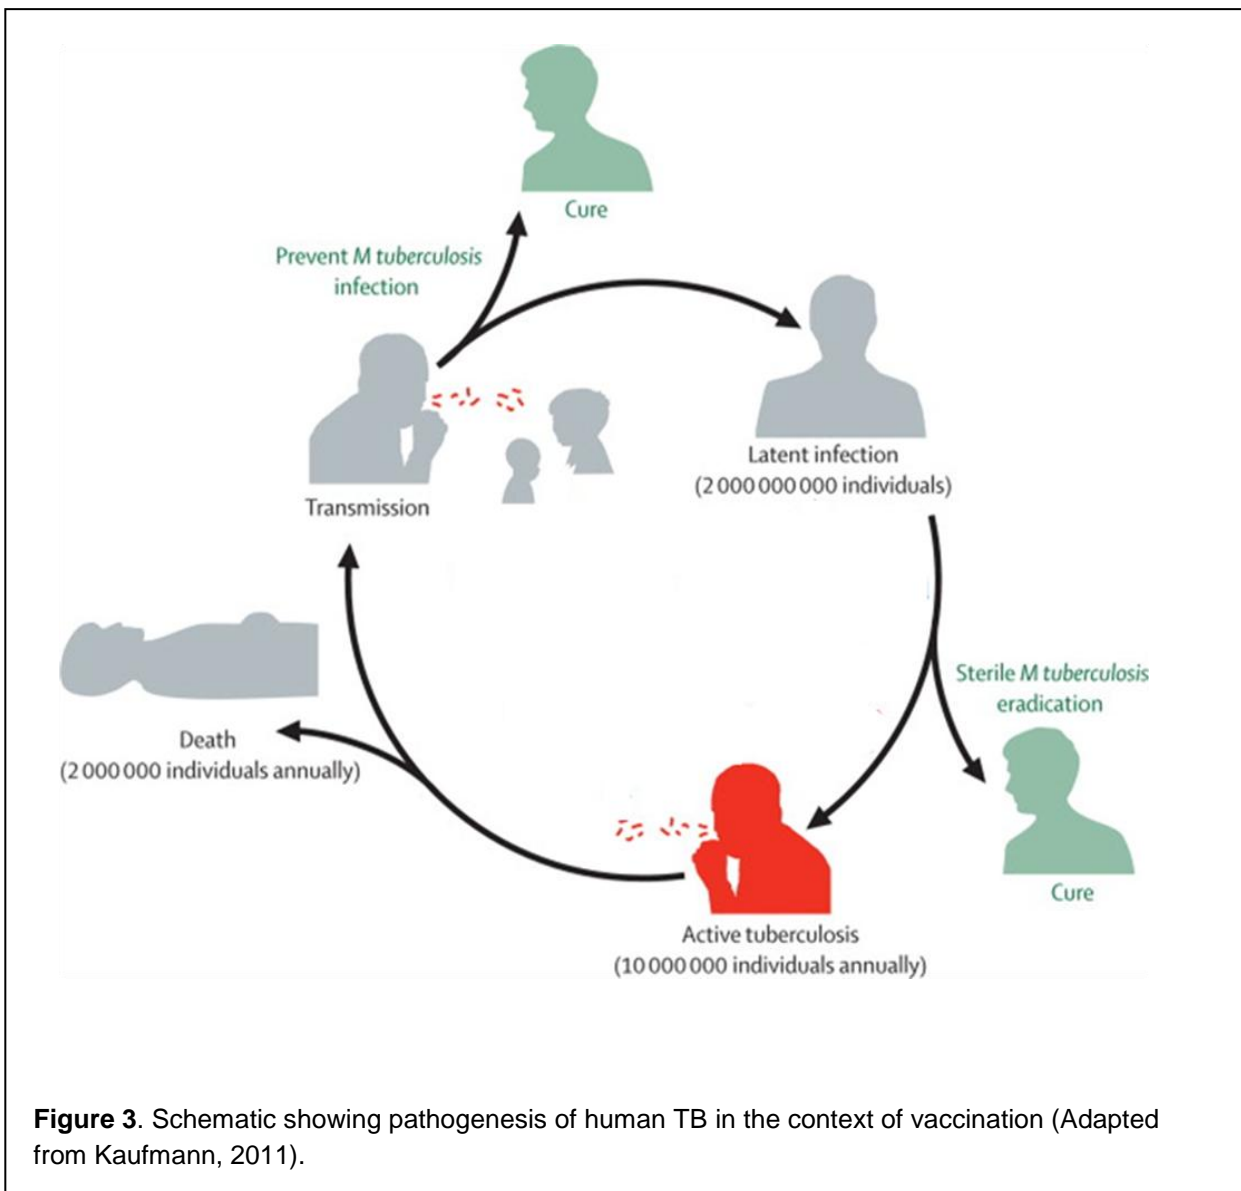 Cure
Prevent M tuberculosis
infection
Transmission
Latent infection
(2 000 000 000 individuals)
Sterile M tuberculosis
eradication
Cure
Death
(2 000 000 individuals annually)
Active tuberculosis
(10 000 000 individuals annually)
Figure 3. Schematic showing pathogenesis of human TB in the context of vaccination (Adapted
from Kaufmann, 2011).